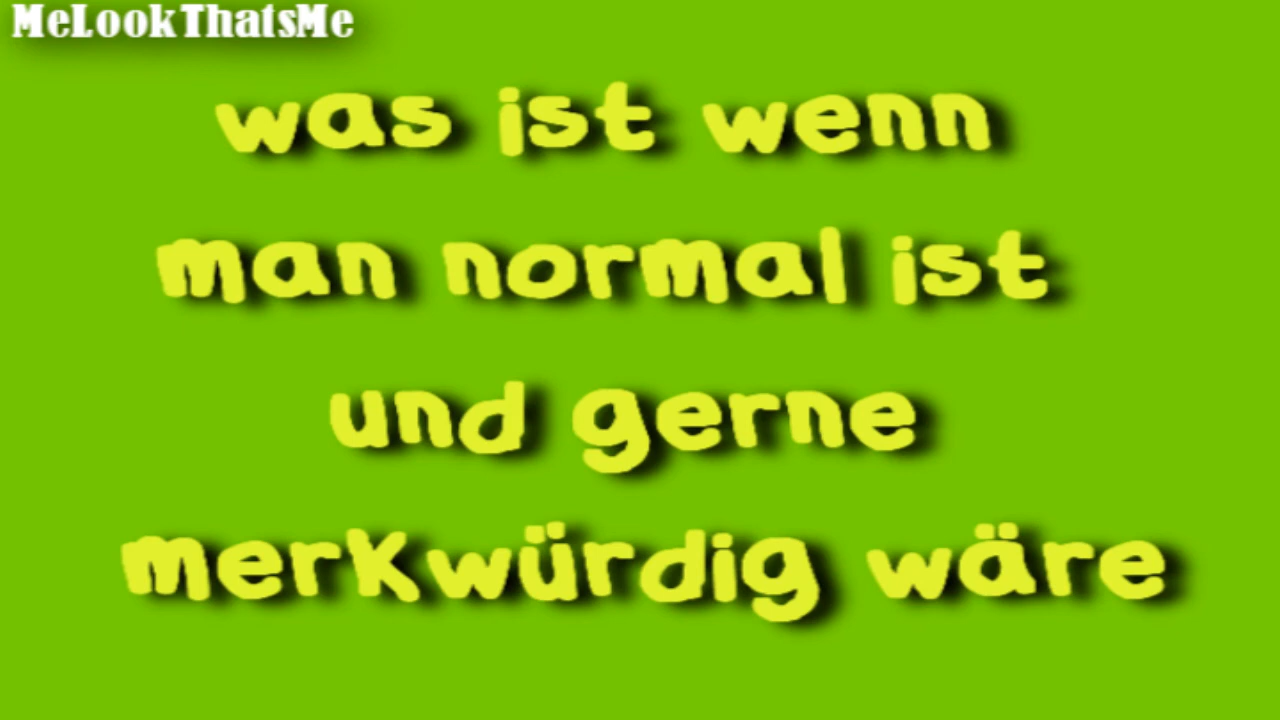 MeLookThatsMe
was ist wenn
man normal ist
und gerne
merkwürdig wäre